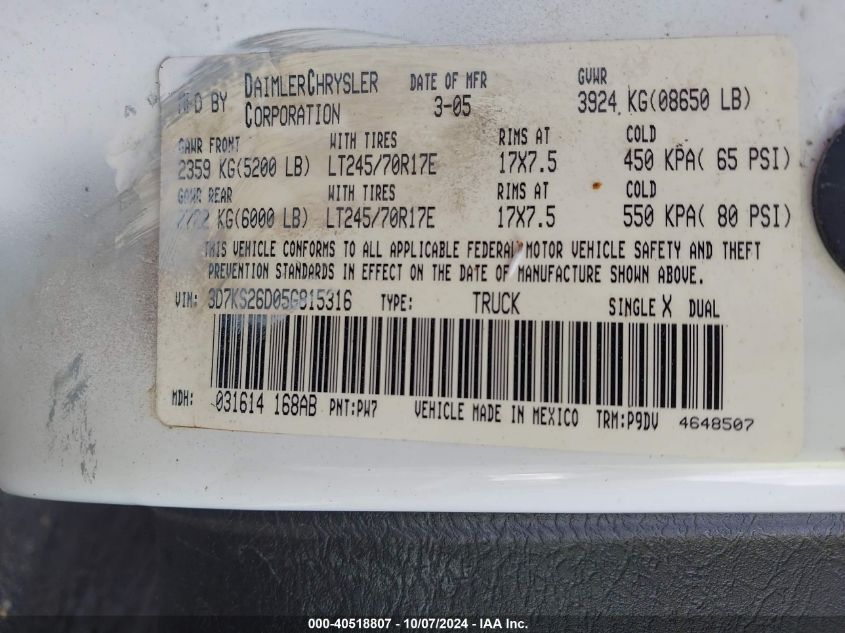 MFD BY DAIMLERCHRYSLER CORPORATION DATE OF MFR 3-05 GVWR 3924 KG(08650 LB)
GAWR FRONT WITH TIRES RIMS AT COLD
2359 KG(5200 LB) LT245/70R17E 17X7.5 450 KPA( 65 PSI)
GAWR REAR WITH TIRES RIMS AT COLD
2722 KG(6000 LB) LT245/70R17E 17X7.5 550 KPA( 80 PSI)
THIS VEHICLE CONFORMS TO ALL APPLICABLE FEDERAL MOTOR VEHICLE SAFETY AND THEFT
PREVENTION STANDARDS IN EFFECT ON THE DATE OF MANUFACTURE SHOWN ABOVE.
VIN: 3D7KS26D05G815316 TYPE: TRUCK SINGLE X DUAL
MDH: 031614 168AB PNT:PW7 VEHICLE MADE IN MEXICO TRM:P9DV 4648507
000-40518807 - 10/07/2024 - IAA Inc.